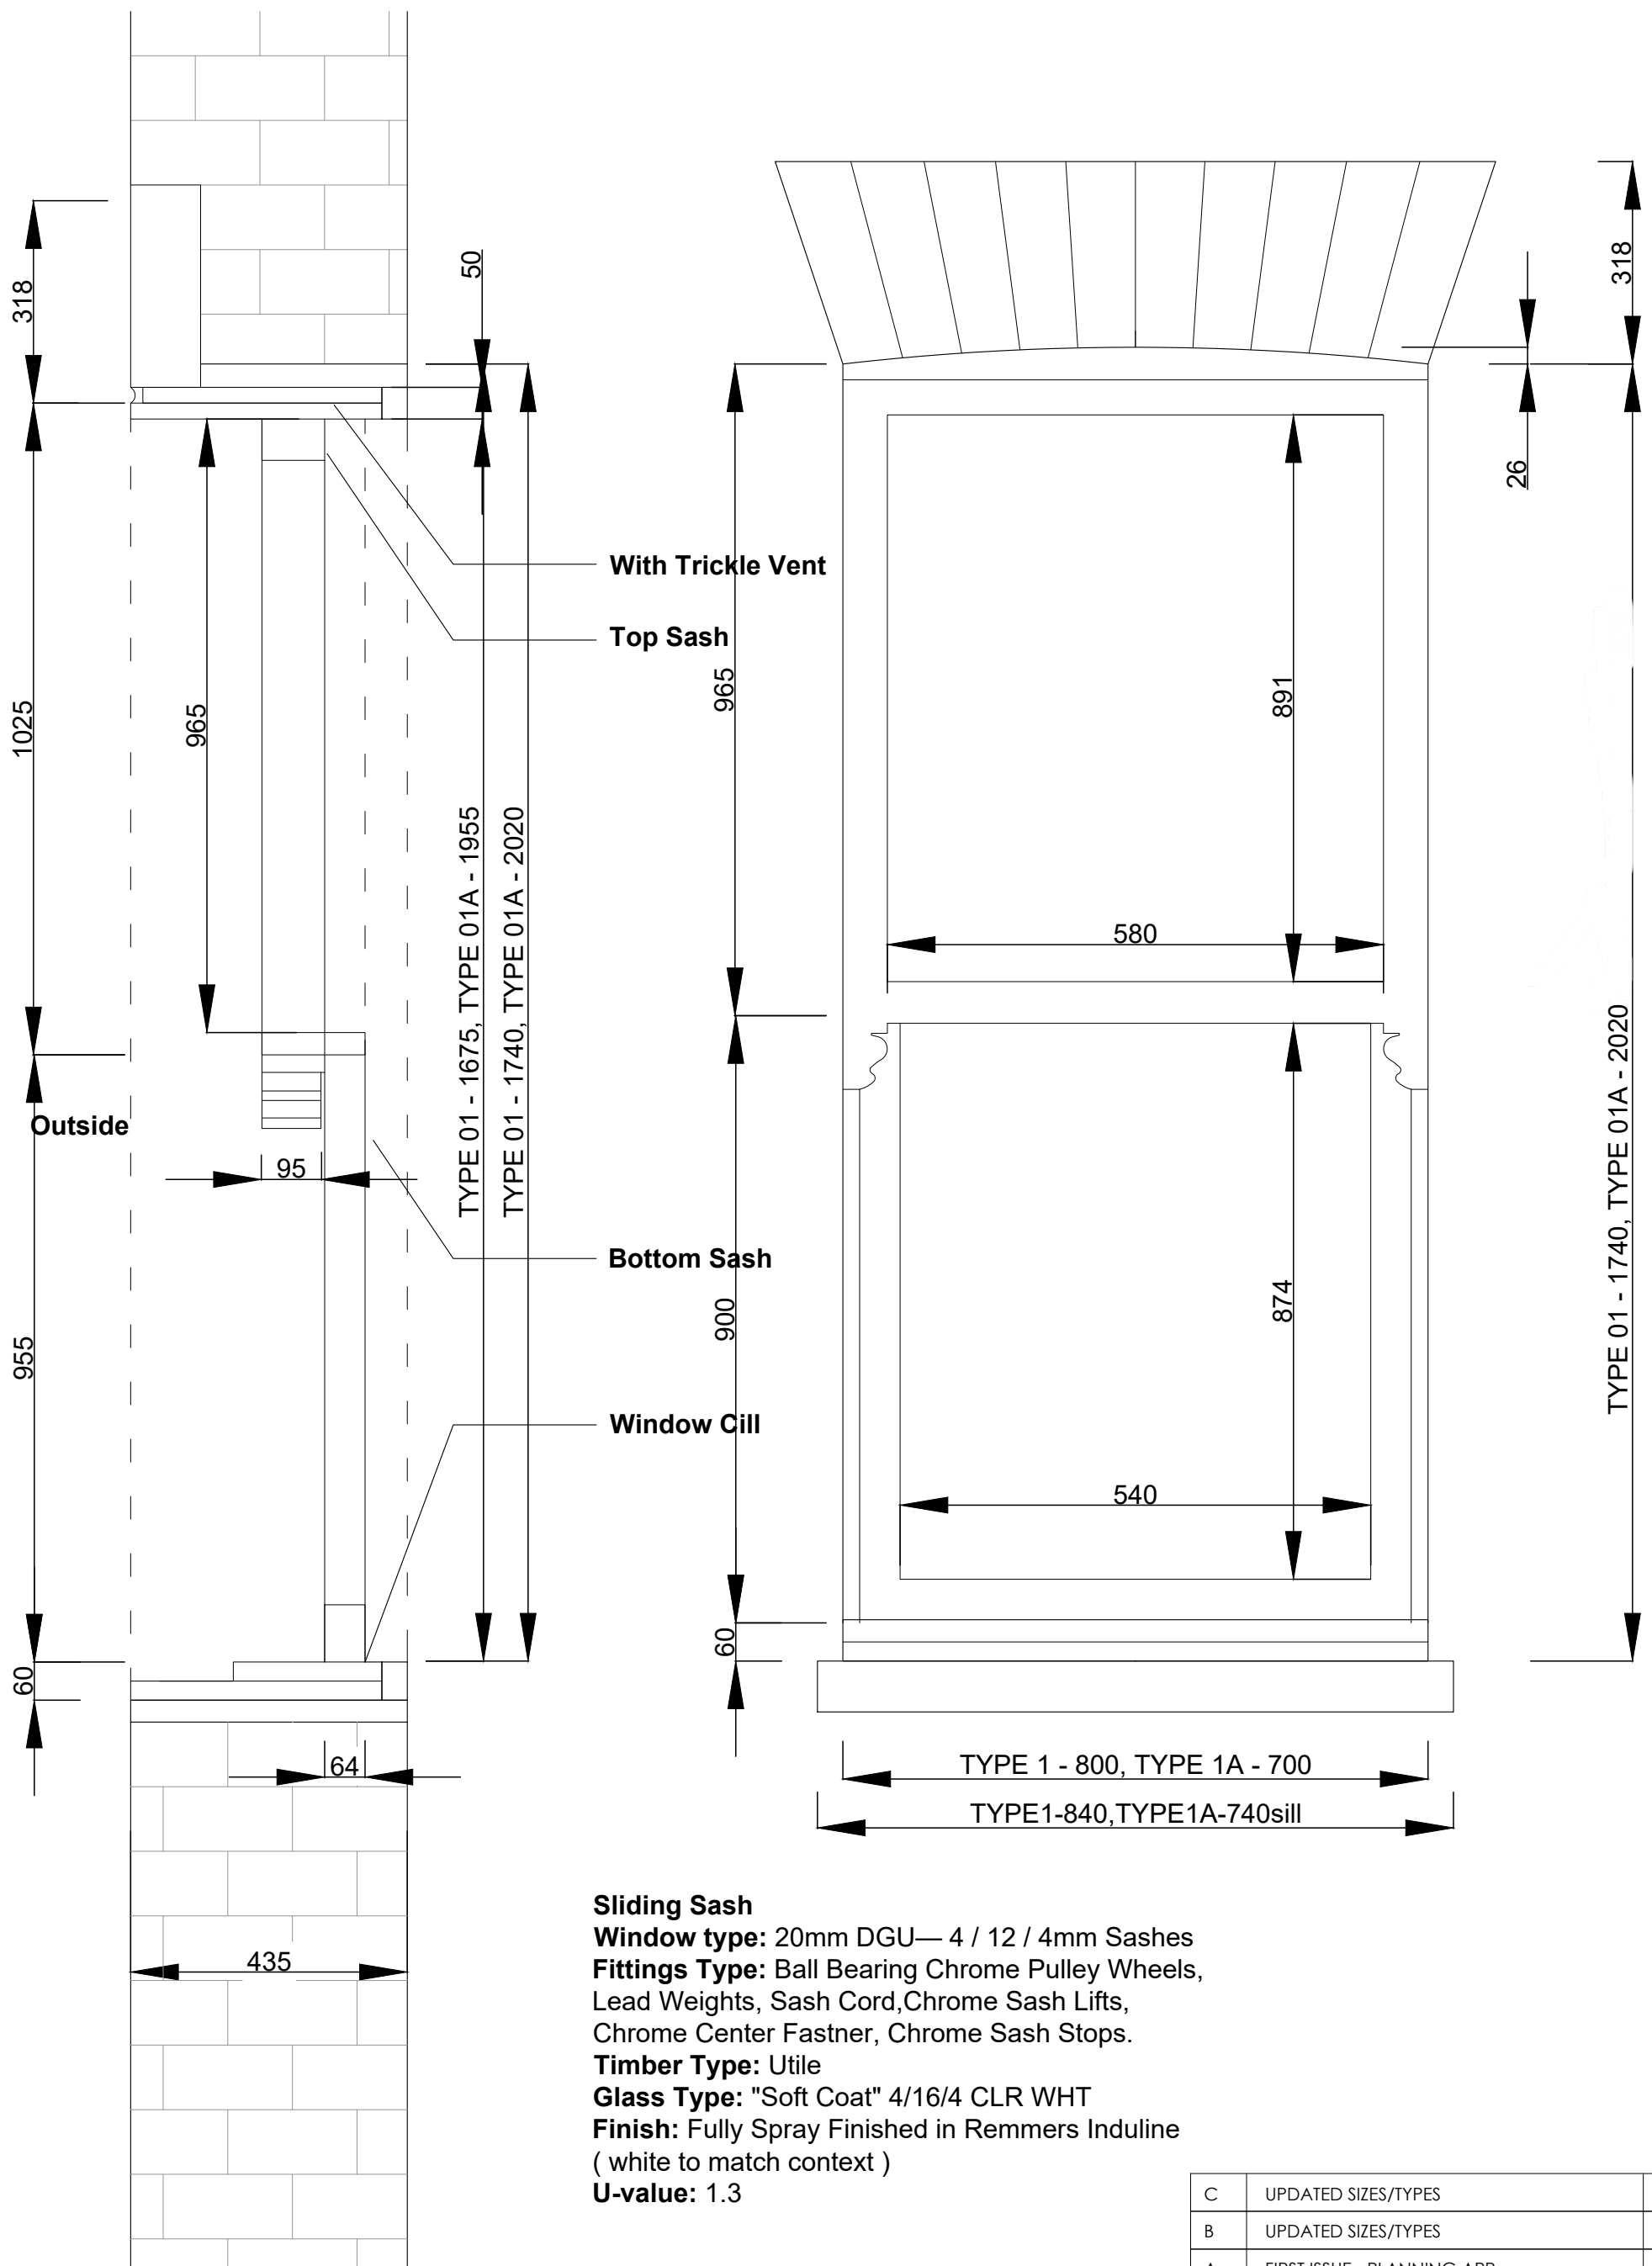 318
50
318
26
With Trickle Vent
Top Sash
1025
965
965
891
580
TYPE 01 - 1675, TYPE 01A - 1955
TYPE 01 - 1740, TYPE 01A - 2020
TYPE 01 - 1740, TYPE 01A - 2020
Outside
95
Bottom Sash
955
900
874
Window Cill
540
60
60
64
TYPE 1 - 800, TYPE 1A - 700
TYPE1-840,TYPE1A-740sill
435
Sliding Sash
Window type: 20mm DGU— 4 / 12 / 4mm Sashes
Fittings Type: Ball Bearing Chrome Pulley Wheels,
Lead Weights, Sash Cord,Chrome Sash Lifts,
Chrome Center Fastner, Chrome Sash Stops.
Timber Type: Utile
Glass Type: "Soft Coat" 4/16/4 CLR WHT
Finish: Fully Spray Finished in Remmers Induline
( white to match context )
U-value: 1.3
C UPDATED SIZES/TYPES
B UPDATED SIZES/TYPES
A FIRST ISSUE - PLANNING APP